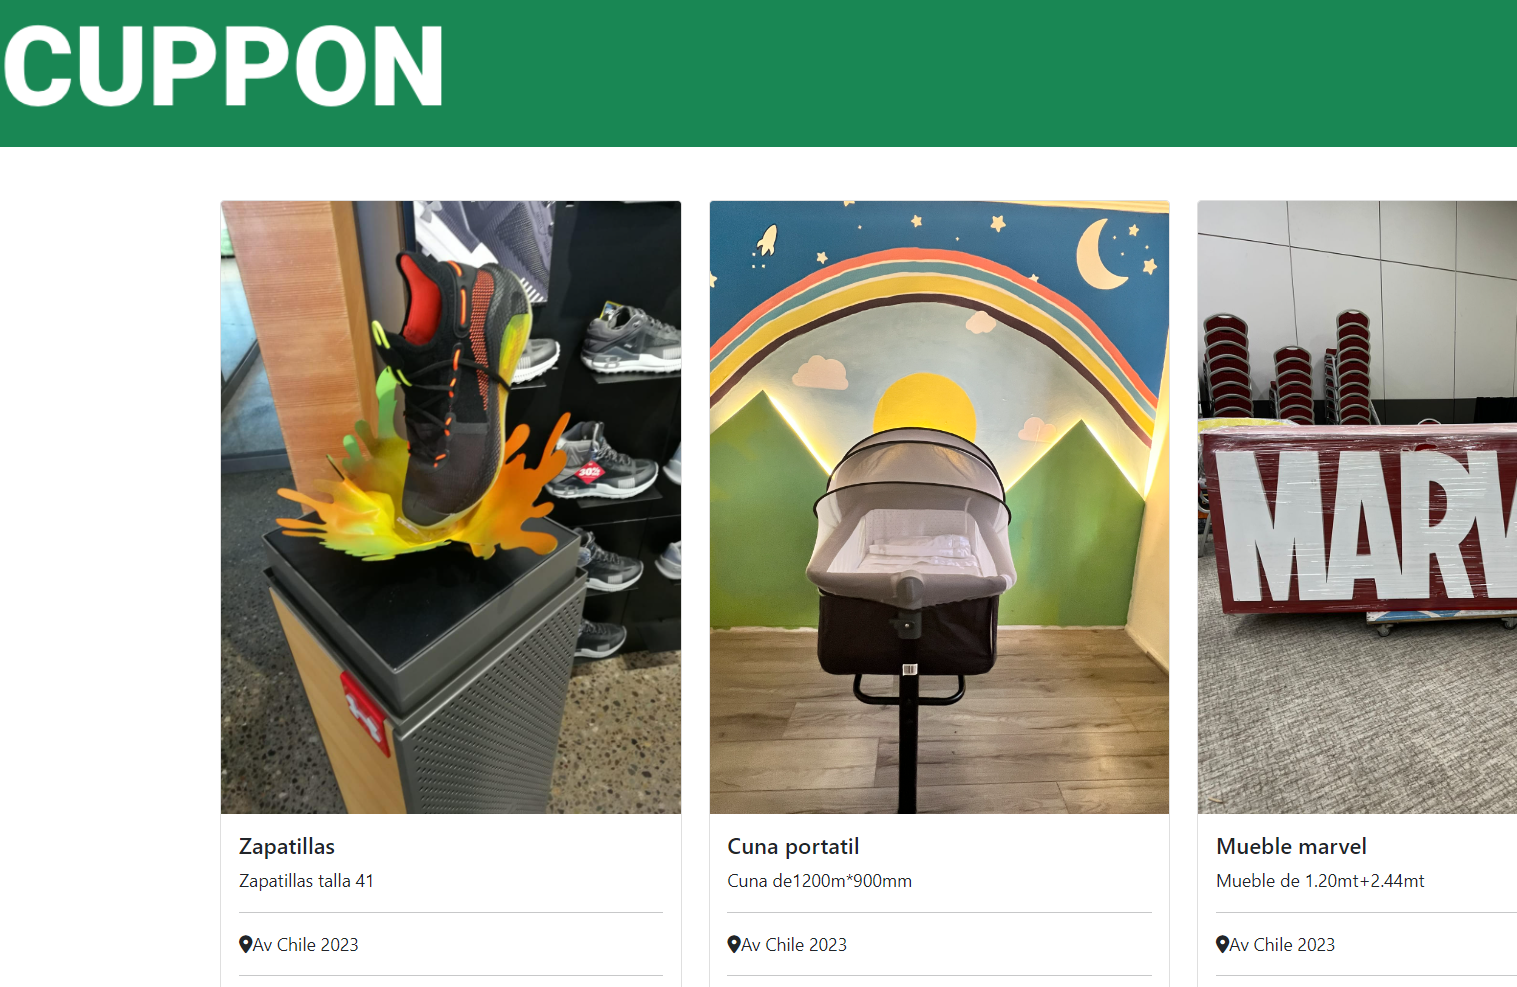 CUPPON
30%
MARV
Zapatillas
Zapatillas talla 41
Av Chile 2023
Cuna portatil
Cuna de1200m*900mm
Av Chile 2023
Mueble marvel
Mueble de 1.20mt+2.44mt
Av Chile 2023